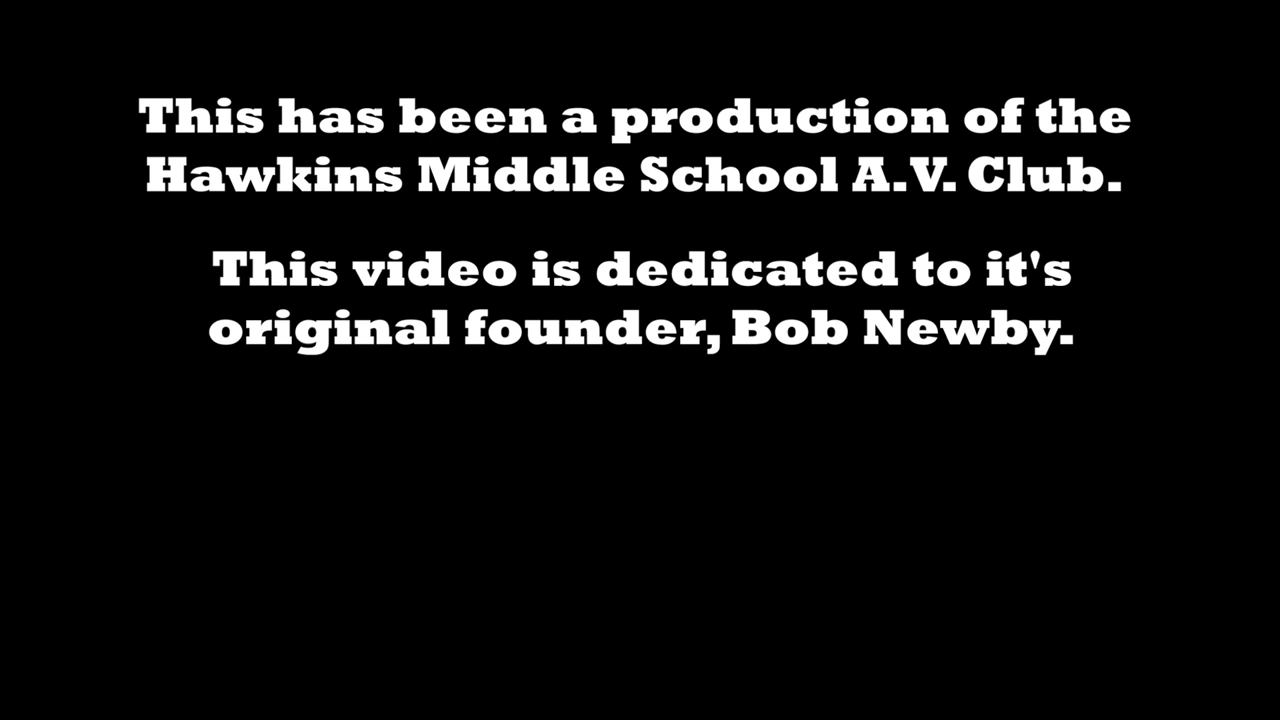 This has been a production of the
Hawkins Middle School A.V. Club.
This video is dedicated to it's
original founder, Bob Newby.